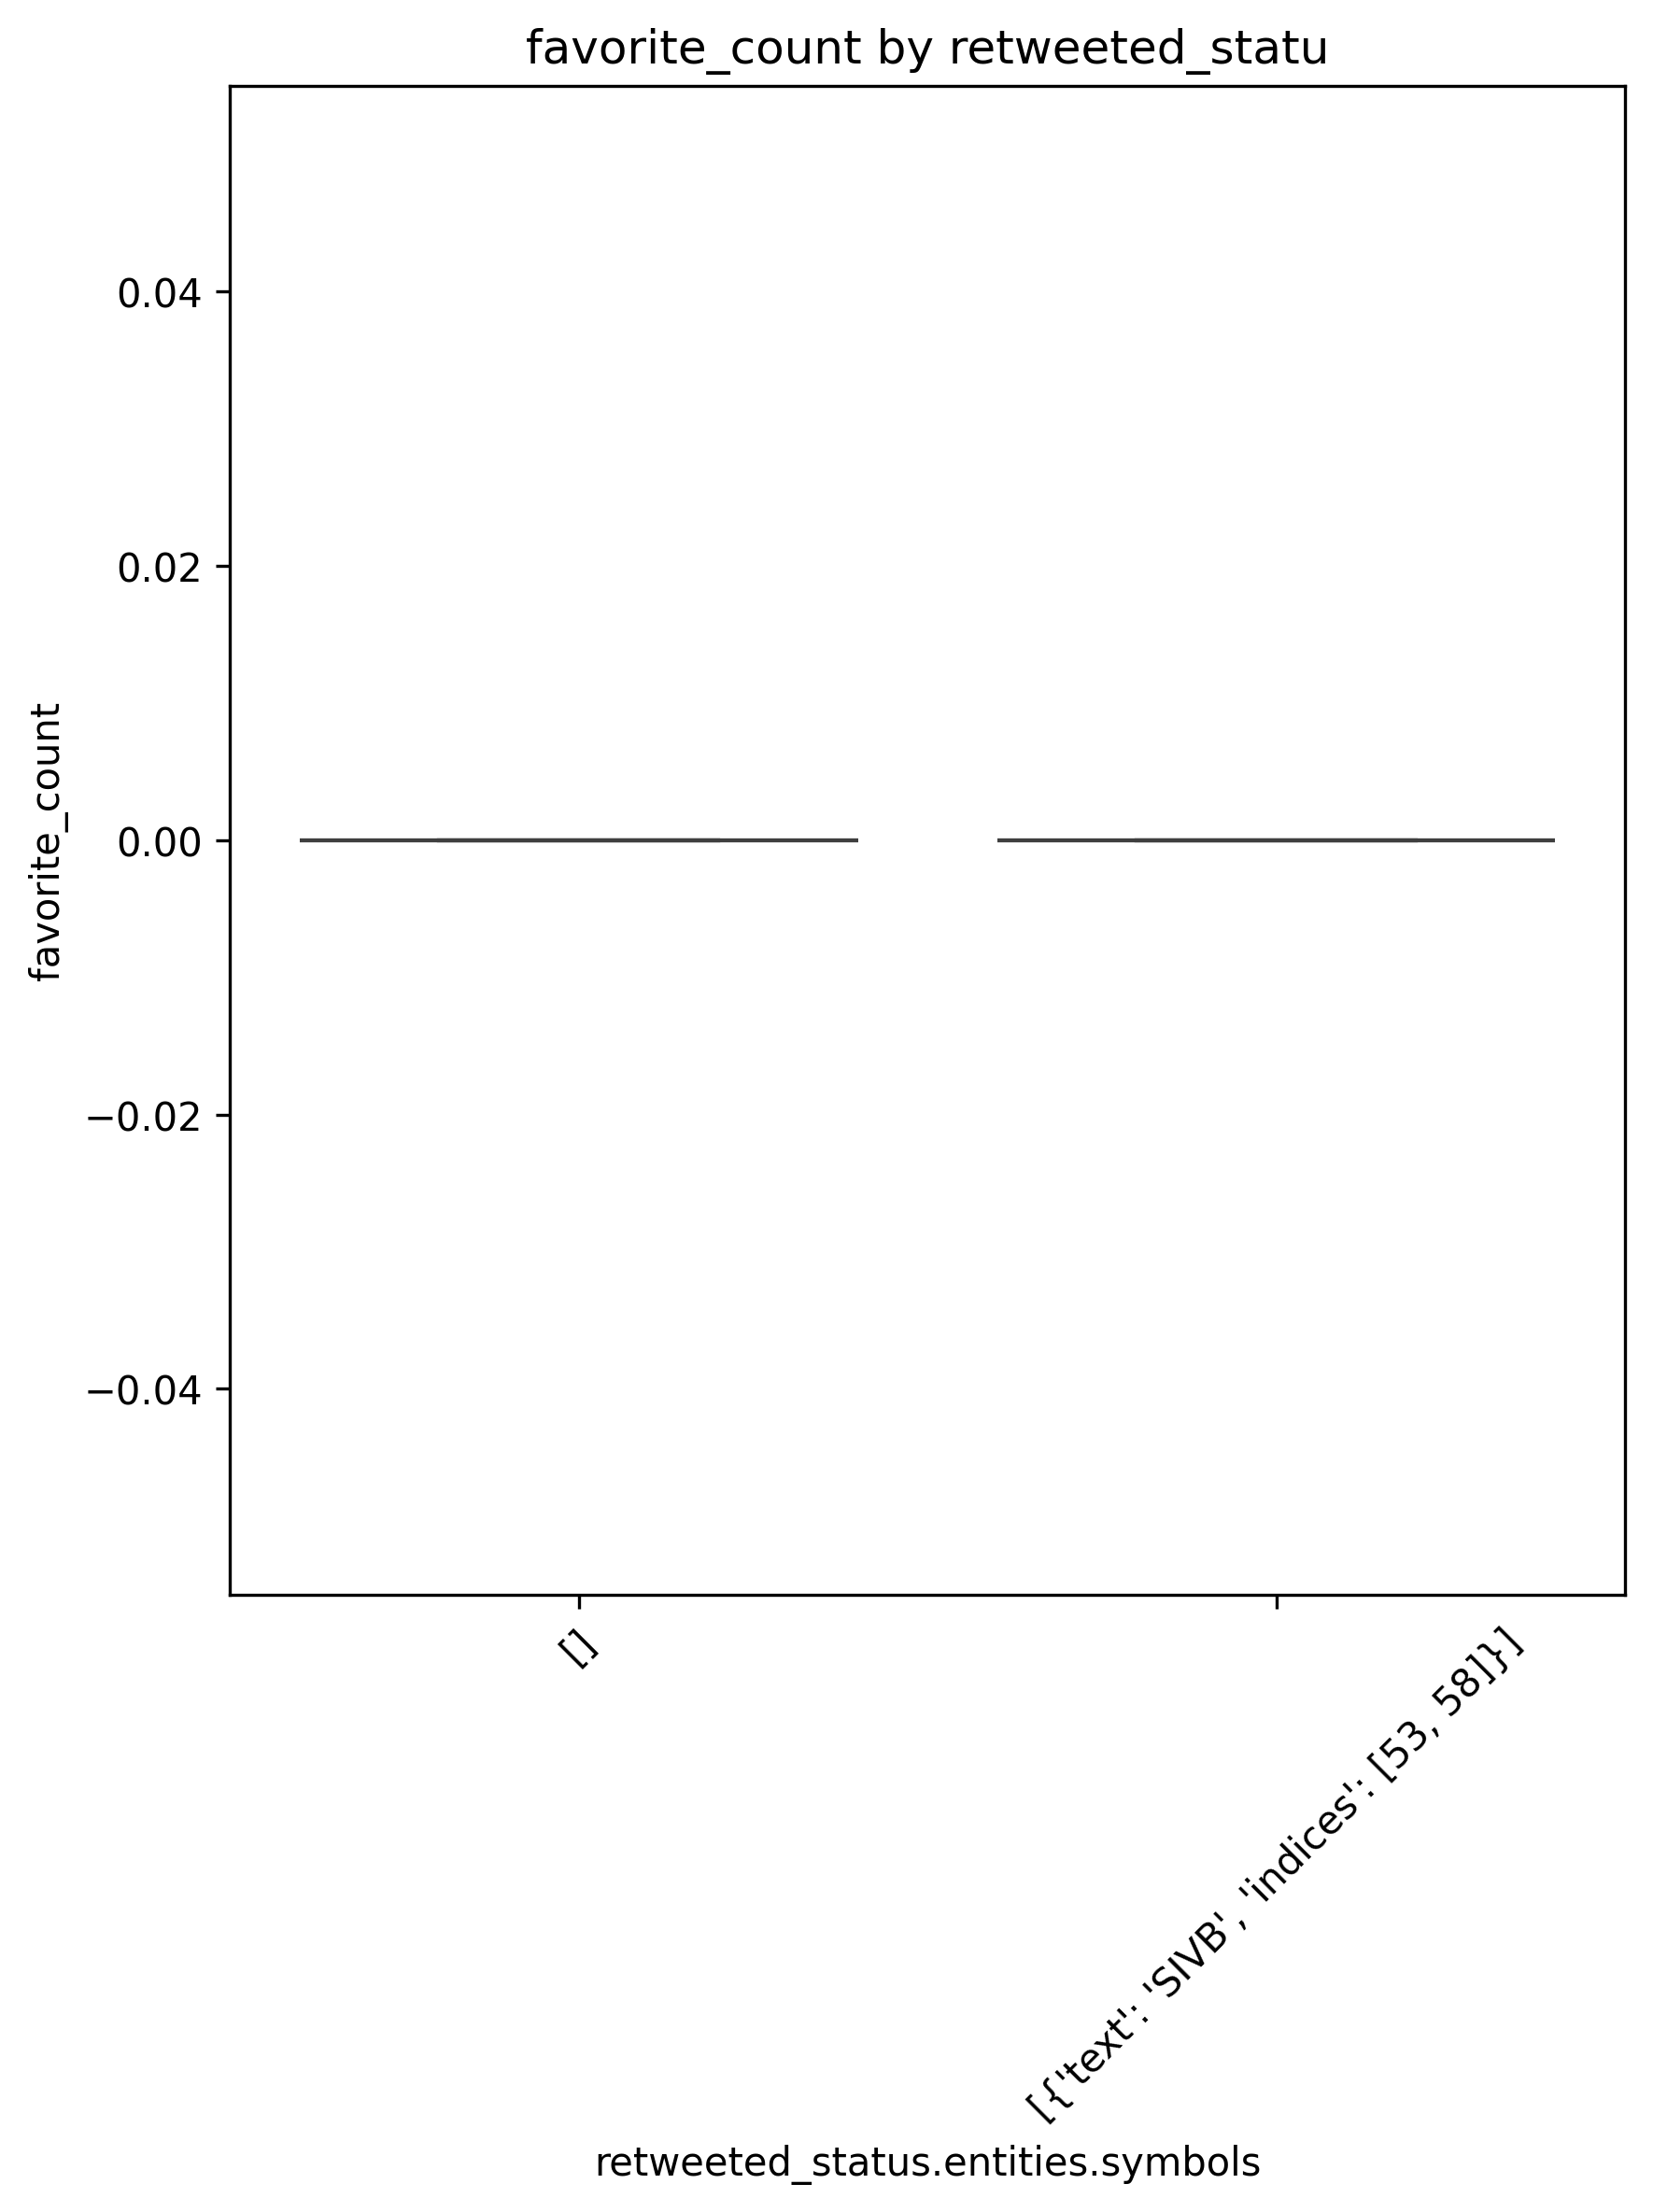 favorite_count by retweeted_statu
favorite_count
0.04
0.02
0.00
−0.02
−0.04
[]
[{'text': 'SIVB', 'indices': [53, 58]}]
retweeted_status.entities.symbols